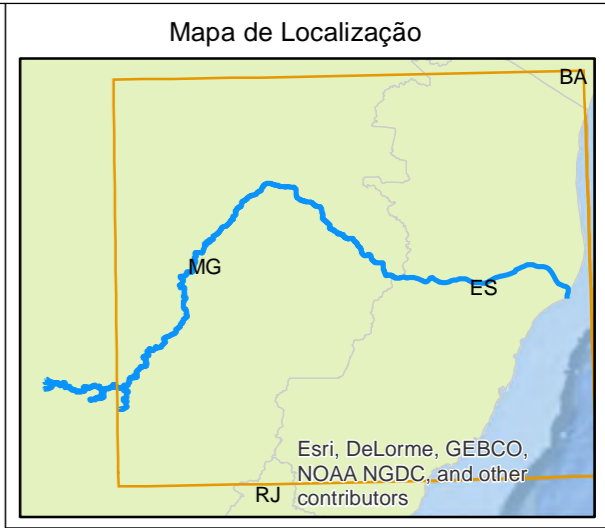 Mapa de Localização
BA
MG
ES
Esri, DeLorme, GEBCO,
NOAA NGDC, and other
RJ contributors